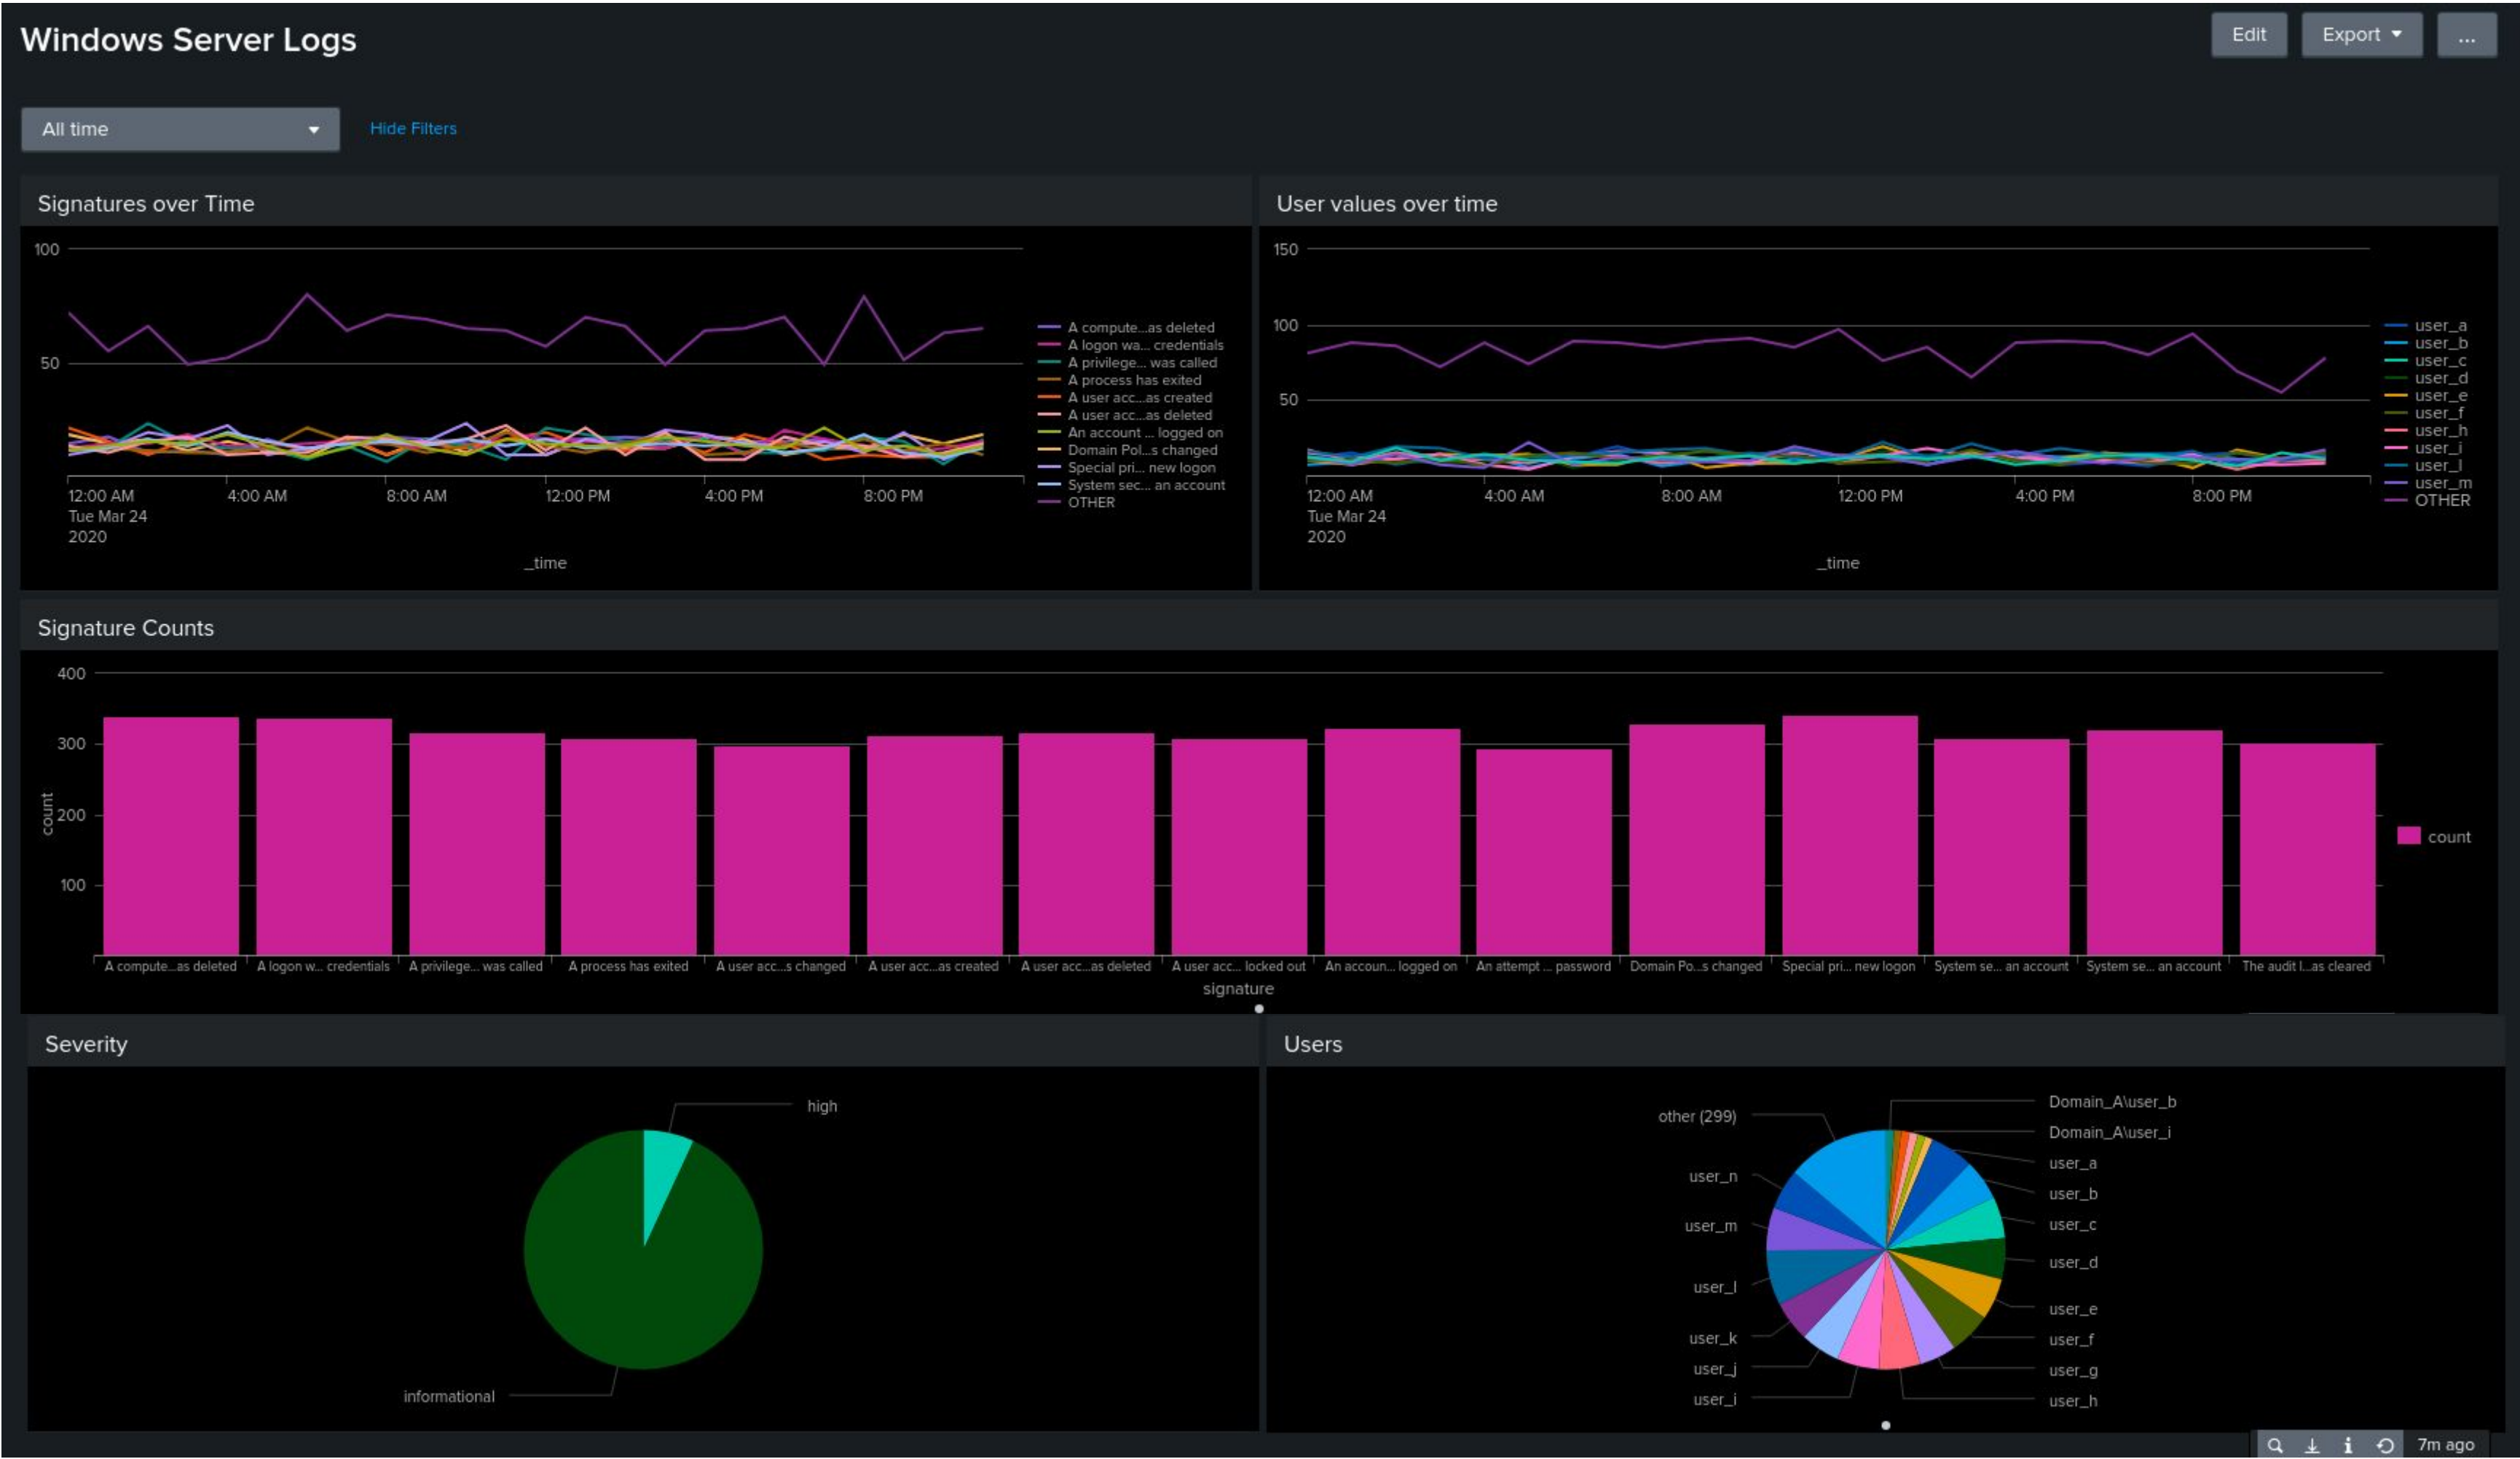 Windows Server Logs
Edit
Export
...
All time
Hide Filters
Signatures over Time
100
50
12:00 AM
Tue Mar 24
2020
4:00 AM
8:00 AM
12:00 PM
4:00 PM
8:00 PM
_time
A compute...as deleted
A logon wa... credentials
A privilege... was called
A process has exited
A user acc...as created
A user acc...as deleted
An account ... logged on
Domain Pol...s changed
Special pri... new logon
System sec... an account
OTHER
User values over time
150
100
50
12:00 AM
Tue Mar 24
2020
4:00 AM
8:00 AM
12:00 PM
4:00 PM
8:00 PM
_time
user_a
user_b
user_c
user_d
user_e
user_f
user_h
user_i
user_l
user_m
OTHER
Signature Counts
400
300
200
100
count
A compute...as deleted
A logon w... credentials
A privilege... was called
A process has exited
A user acc...s changed
A user acc...as created
A user acc...as deleted
A user acc... locked out
An accoun... logged on
An attempt ... password
Domain Po...s changed
Special pri... new logon
System se... an account
System se... an account
The audit l...as cleared
signature
count
Severity
high
informational
Users
other (299)
user_n
user_m
user_l
user_k
user_j
user_i
Domain_A\user_b
Domain_A\user_i
user_a
user_b
user_c
user_d
user_e
user_f
user_g
user_h
7m ago